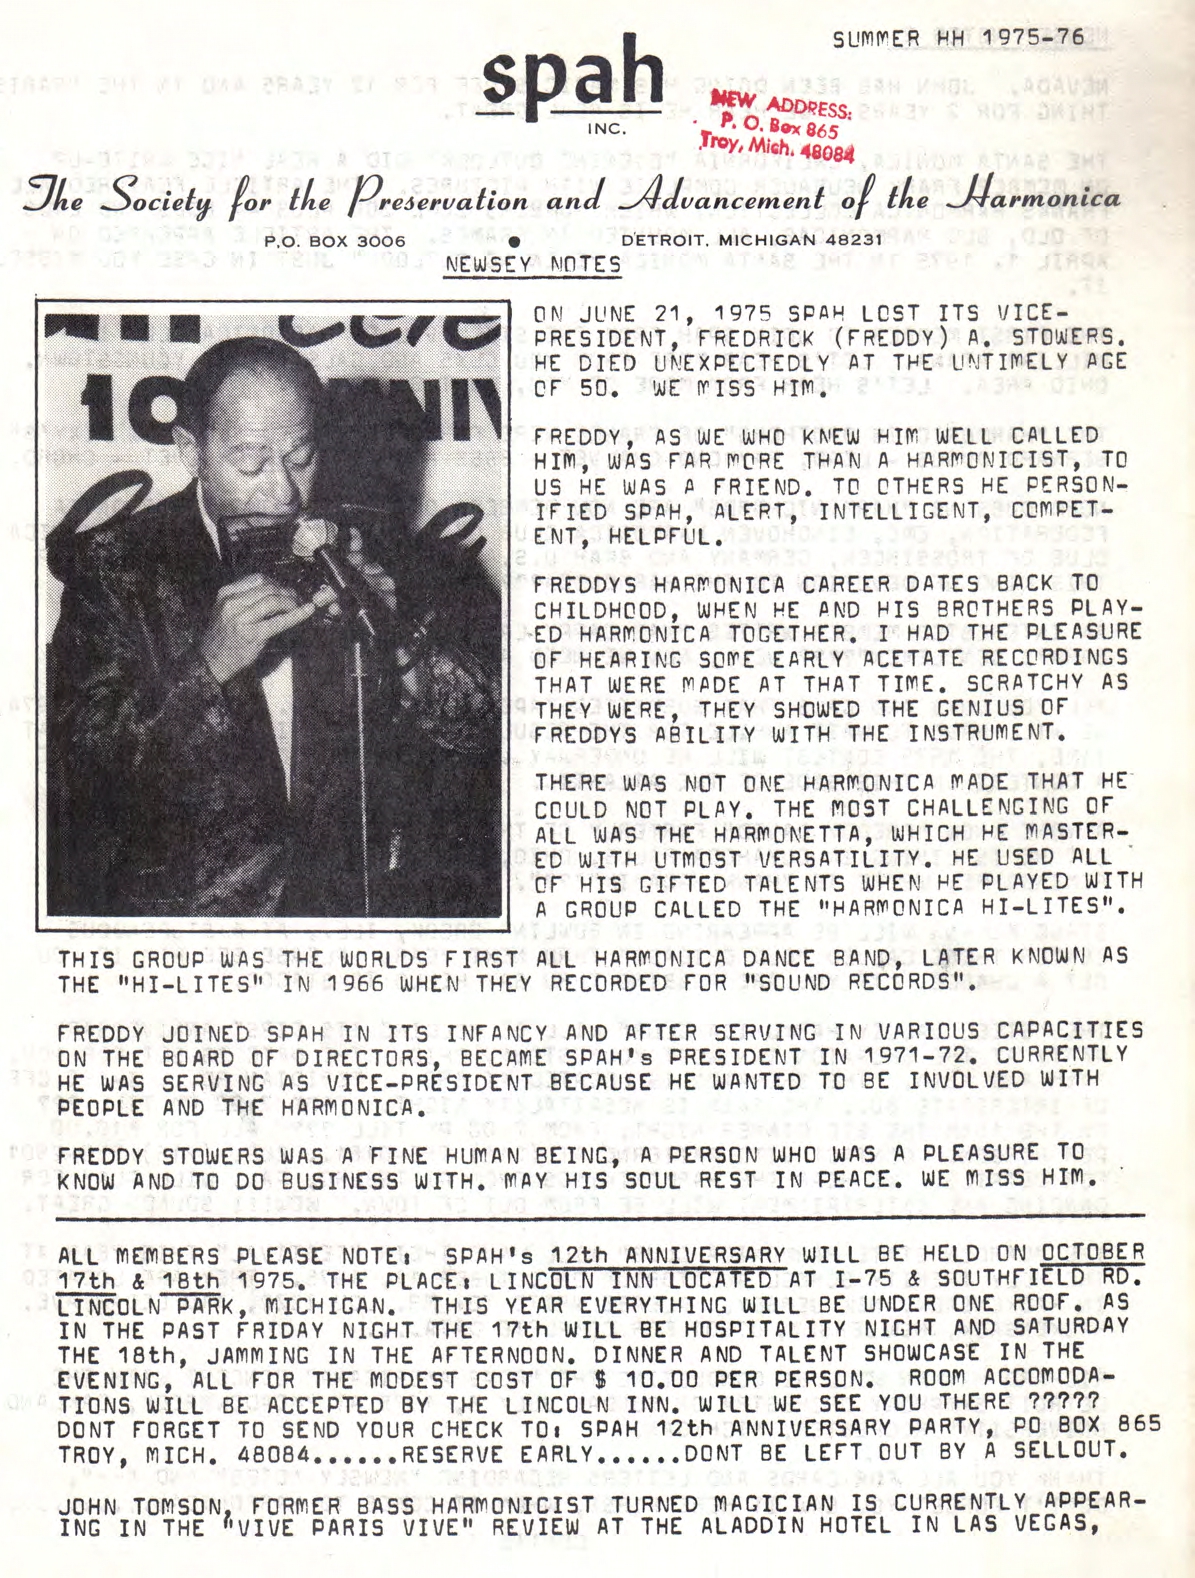 SUMMER HH 1975-76
spah
INC.
NEW ADDRESS:
P. O. Box 865
Troy, Mich. 48084
The Society for the Preservation and Advancement of the Harmonica
P.O. BOX 3006 • DETROIT, MICHIGAN 48231
NEWSEY NOTES
10 NNIV
ON JUNE 21, 1975 SPAH LOST ITS VICE-
PRESIDENT, FREDRICK (FREDDY) A. STOWERS.
HE DIED UNEXPECTEDLY AT THE UNTIMELY AGE
OF 50. WE MISS HIM.
FREDDY, AS WE WHO KNEW HIM WELL CALLED
HIM, WAS FAR MORE THAN A HARMONICIST, TO
US HE WAS A FRIEND. TO OTHERS HE PERSON-
IFIED SPAH, ALERT, INTELLIGENT, COMPET-
ENT, HELPFUL.
FREDDYS HARMONICA CAREER DATES BACK TO
CHILDHOOD, WHEN HE AND HIS BROTHERS PLAY-
ED HARMONICA TOGETHER. I HAD THE PLEASURE
OF HEARING SOME EARLY ACETATE RECORDINGS
THAT WERE MADE AT THAT TIME. SCRATCHY AS
THEY WERE, THEY SHOWED THE GENIUS OF
FREDDYS ABILITY WITH THE INSTRUMENT.
THERE WAS NOT ONE HARMONICA MADE THAT HE
COULD NOT PLAY. THE MOST CHALLENGING OF
ALL WAS THE HARMONETTA, WHICH HE MASTER-
ED WITH UTMOST VERSATILITY. HE USED ALL
OF HIS GIFTED TALENTS WHEN HE PLAYED WITH
A GROUP CALLED THE "HARMONICA HI-LITES".
THIS GROUP WAS THE WORLDS FIRST ALL HARMONICA DANCE BAND, LATER KNOWN AS
THE "HI-LITES" IN 1966 WHEN THEY RECORDED FOR "SOUND RECORDS".
FREDDY JOINED SPAH IN ITS INFANCY AND AFTER SERVING IN VARIOUS CAPACITIES
ON THE BOARD OF DIRECTORS, BECAME SPAH's PRESIDENT IN 1971-72. CURRENTLY
HE WAS SERVING AS VICE-PRESIDENT BECAUSE HE WANTED TO BE INVOLVED WITH
PEOPLE AND THE HARMONICA.
FREDDY STOWERS WAS A FINE HUMAN BEING, A PERSON WHO WAS A PLEASURE TO
KNOW AND TO DO BUSINESS WITH. MAY HIS SOUL REST IN PEACE. WE MISS HIM.
ALL MEMBERS PLEASE NOTE: SPAH's 12th ANNIVERSARY WILL BE HELD ON OCTOBER
17th & 18th 1975. THE PLACE: LINCOLN INN LOCATED AT I-75 & SOUTHFIELD RD.
LINCOLN PARK, MICHIGAN. THIS YEAR EVERYTHING WILL BE UNDER ONE ROOF. AS
IN THE PAST FRIDAY NIGHT THE 17th WILL BE HOSPITALITY NIGHT AND SATURDAY
THE 18th, JAMMING IN THE AFTERNOON. DINNER AND TALENT SHOWCASE IN THE
EVENING, ALL FOR THE MODEST COST OF $ 10.00 PER PERSON. ROOM ACCOMODA-
TIONS WILL BE ACCEPTED BY THE LINCOLN INN. WILL WE SEE YOU THERE ?????
DONT FORGET TO SEND YOUR CHECK TO: SPAH 12th ANNIVERSARY PARTY, PO BOX 865
TROY, MICH. 48084......RESERVE EARLY......DONT BE LEFT OUT BY A SELLOUT.
JOHN TOMSON, FORMER BASS HARMONICIST TURNED MAGICIAN IS CURRENTLY APPEAR-
ING IN THE "VIVE PARIS VIVE" REVIEW AT THE ALADDIN HOTEL IN LAS VEGAS,